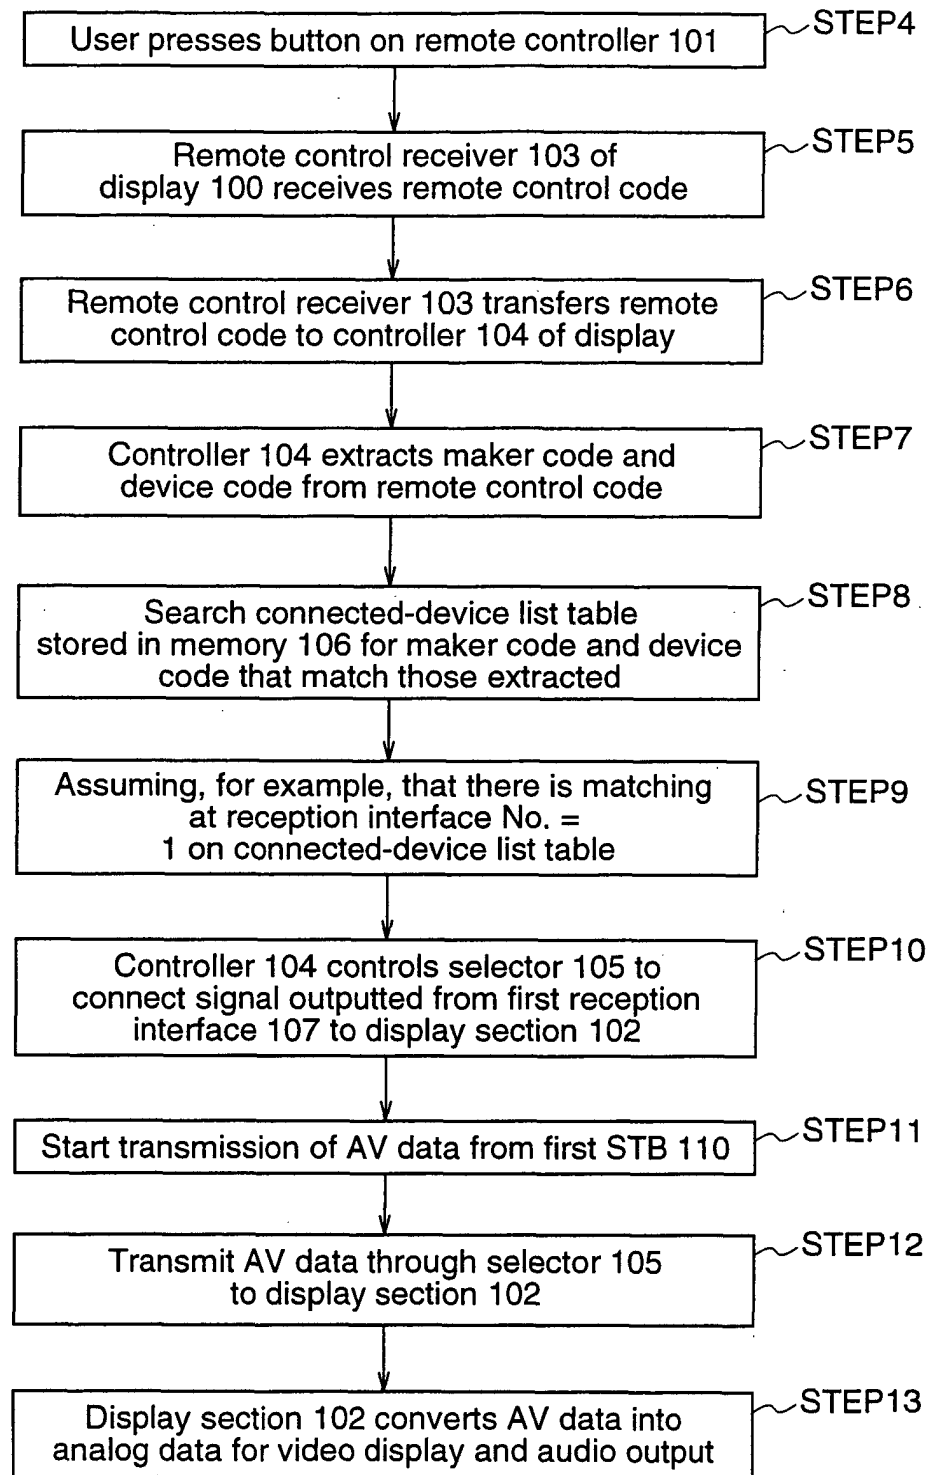 User presses button on remote controller 101
STEP4
Remote control receiver 103 of
display 100 receives remote control code
STEP5
Remote control receiver 103 transfers remote
control code to controller 104 of display
STEP6
Controller 104 extracts maker code and
device code from remote control code
STEP7
Search connected-device list table
stored in memory 106 for maker code and device
code that match those extracted
STEP8
Assuming, for example, that there is matching
at reception interface No. =
1 on connected-device list table
STEP9
Controller 104 controls selector 105 to
connect signal outputted from first reception
interface 107 to display section 102
STEP10
Start transmission of AV data from first STB 110
STEP11
Transmit AV data through selector 105
to display section 102
STEP12
Display section 102 converts AV data into
analog data for video display and audio output
STEP13